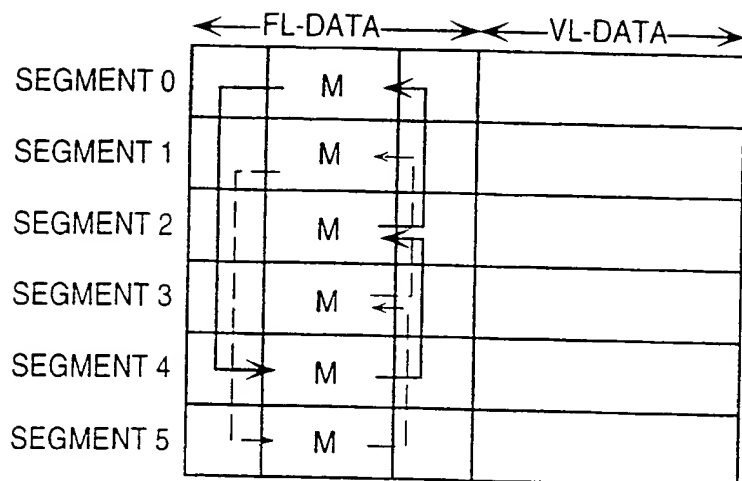 FL-DATA VL-DATA
SEGMENT 0 M
SEGMENT 1 M
SEGMENT 2 M
SEGMENT 3 M
SEGMENT 4 M
SEGMENT 5 M